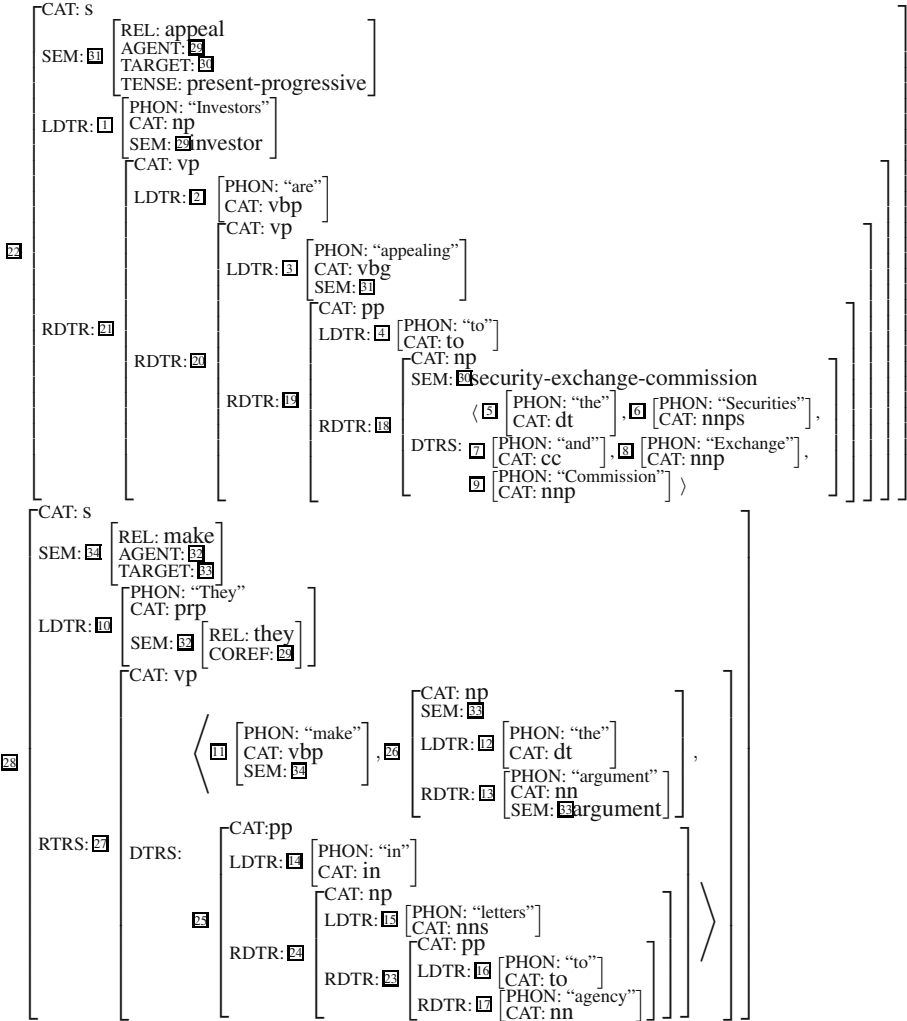 CAT: s
REL: appeal
AGENT: 29
SEM: 31
TARGET: 30
TENSE: present-progressive
PHON: “Investors”
LDTR: 1 CAT: np
SEM: 29 investor
CAT: vp
LDTR: 2 PHON: “are”
CAT: vbp
CAT: vp
22
PHON: “appealing”
LDTR: 3 CAT: vbg
SEM: 31
CAT: pp
RDTR: 21
LDTR: 4 PHON: “to”
CAT: to
RDTR: 20
CAT: np
SEM: 30 security-exchange-commission
RDTR: 19
⟨ 5 [PHON: “the” CAT: dt], 6 [PHON: “Securities” CAT: nnps],
RDTR: 18
DTRS: 7 [PHON: “and” CAT: cc], 8 [PHON: “Exchange” CAT: nnp],
9 [PHON: “Commission” CAT: nnp] ⟩
CAT: s
REL: make
SEM: 34 AGENT: 32
TARGET: 33
PHON: “They”
CAT: prp
LDTR: 10
SEM: 32 REL: they
COREF: 29
CAT: vp
CAT: np
SEM: 33
⟨ 11 [PHON: “make” CAT: vbp SEM: 34], 26
LDTR: 12 PHON: “the”
CAT: dt
,
28
PHON: “argument”
RDTR: 13 CAT: nn
SEM: 33 argument
RTRS: 27
DTRS:
CAT:pp
LDTR: 14 PHON: “in”
CAT: in
25
CAT: np
LDTR: 15 PHON: “letters”
CAT: nns
RDTR: 24
CAT: pp
RDTR: 23
LDTR: 16 PHON: “to”
CAT: to
RDTR: 17 PHON: “agency”
CAT: nn
⟩